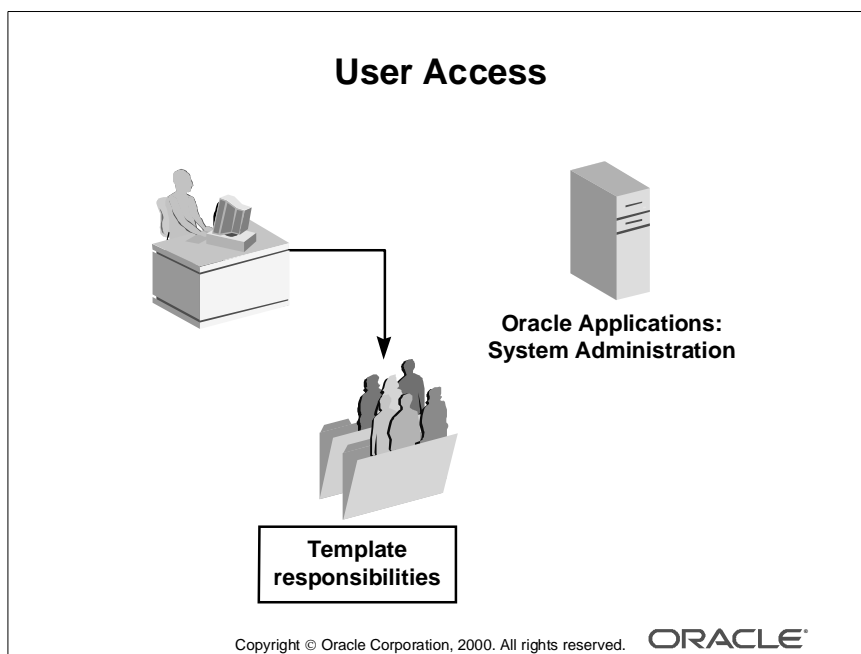 User Access
Oracle Applications:
System Administration
Template
responsibilities
Copyright © Oracle Corporation, 2000. All rights reserved.
ORACLE®